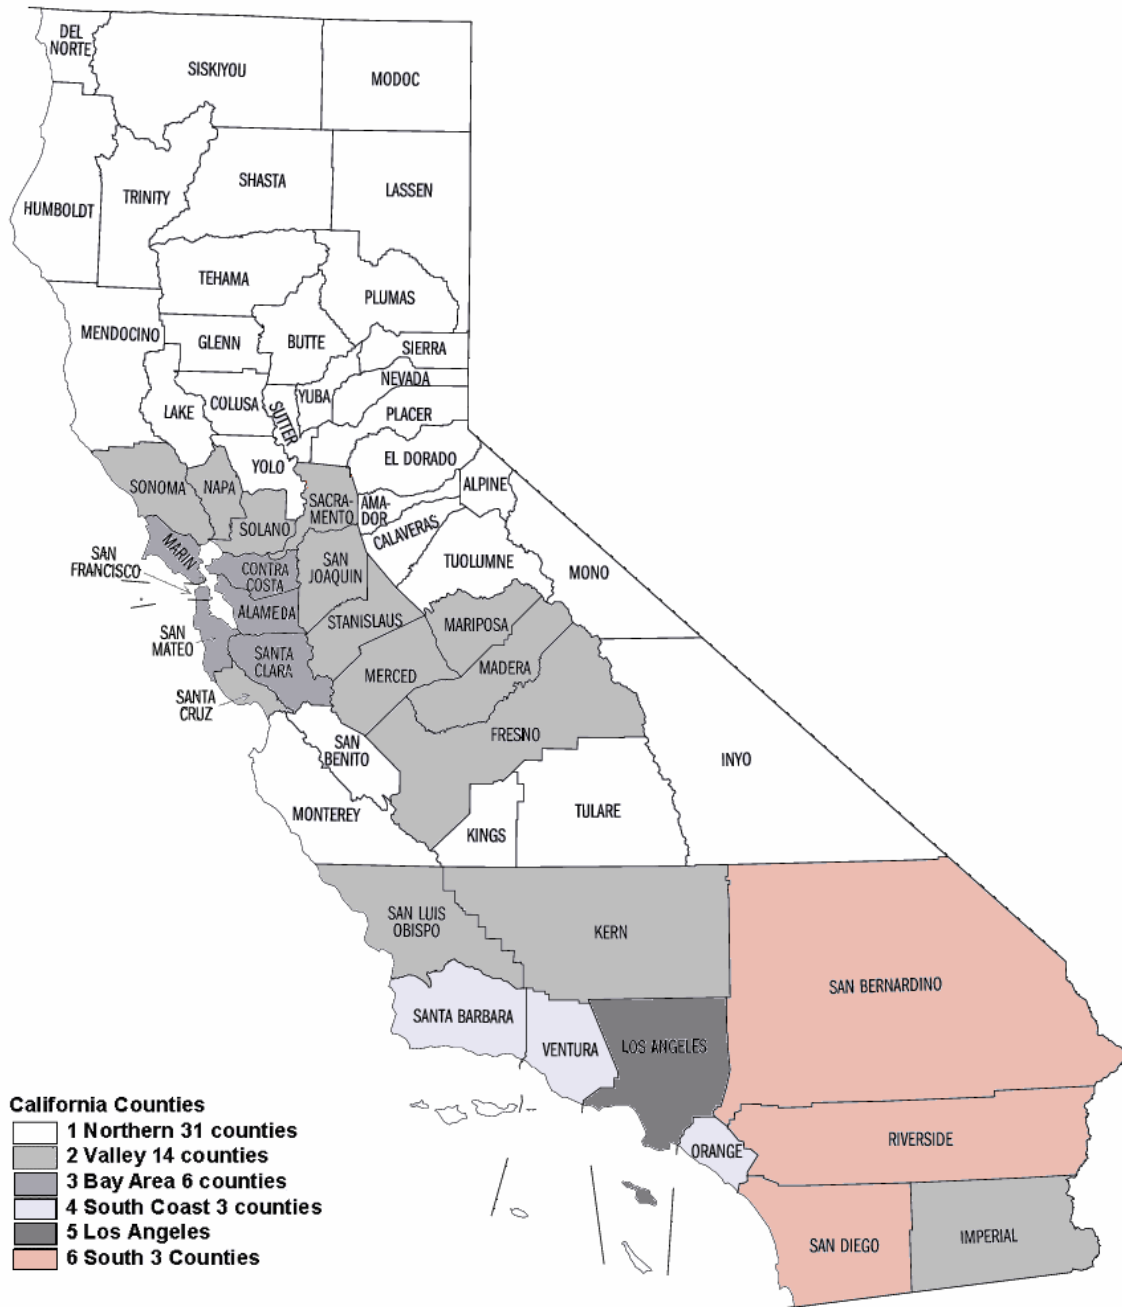 DEL
NORTE
SISKIYOU
MODOC
HUMBOLDT
TRINITY
SHASTA
LASSEN
TEHAMA
PLUMAS
MENDOCINO
GLENN
BUTTE
SIERRA
NEVADA
YUBA
COLUSA
SUTTER
LAKE
PLACER
YOLO
EL DORADO
ALPINE
SONOMA
NAPA
SACRA-
MENTO
AMA-
DOR
SOLANO
CALAVERAS
MARIN
SAN
FRANCISCO
CONTRA
COSTA
SAN
JOAQUIN
TUOLUMNE
MONO
ALAMEDA
STANISLAUS
MARIPOSA
SAN
MATEO
SANTA
CLARA
MERCED
MADERA
SANTA
CRUZ
SAN
BENITO
FRESNO
INYO
MONTEREY
KINGS
TULARE
SAN LUIS
OBISPO
KERN
SAN BERNARDINO
SANTA BARBARA
VENTURA
LOS ANGELES
ORANGE
RIVERSIDE
SAN DIEGO
IMPERIAL
California Counties
1 Northern 31 counties
2 Valley 14 counties
3 Bay Area 6 counties
4 South Coast 3 counties
5 Los Angeles
6 South 3 Counties